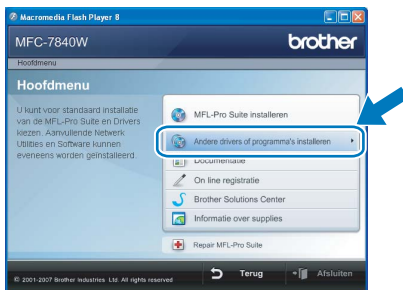 Macromedia Flash Player 8
MFC-7840W
brother
Hoofdmenu
Hoofdmenu
U kunt voor standaard installatie
van de MFL-Pro Suite en Drivers
kiezen. Aanvullende Netwerk
Utilities en Software kunnen
eveneens worden geïnstalleerd.
MFL-Pro Suite installeren
Andere drivers of programma's installeren
Documentatie
On line registratie
Brother Solutions Center
Informatie over supplies
Repair MFL-Pro Suite
© 2001-2007 Brother Industries Ltd. All rights reserved
Terug
Afsluiten